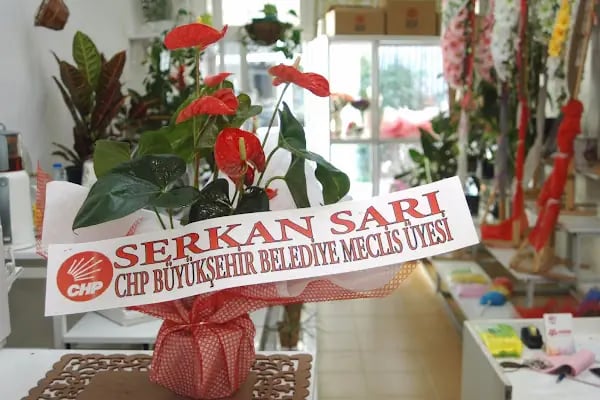 SERKAN SARI
CHP BÜYÜKŞEHİR BELEDİYE MECLİS ÜYESİ
CHP